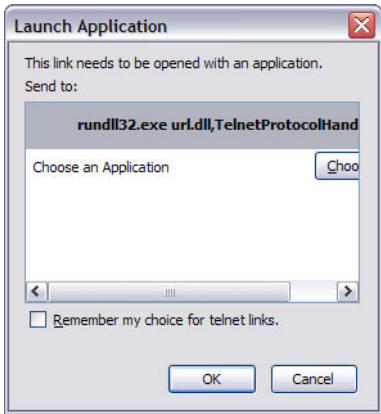 Launch Application
This link needs to be opened with an application.
Send to:
rundll32.exe url.dll,TelnetProtocolHand
Choose an Application
Choo
Remember my choice for telnet links.
OK
Cancel